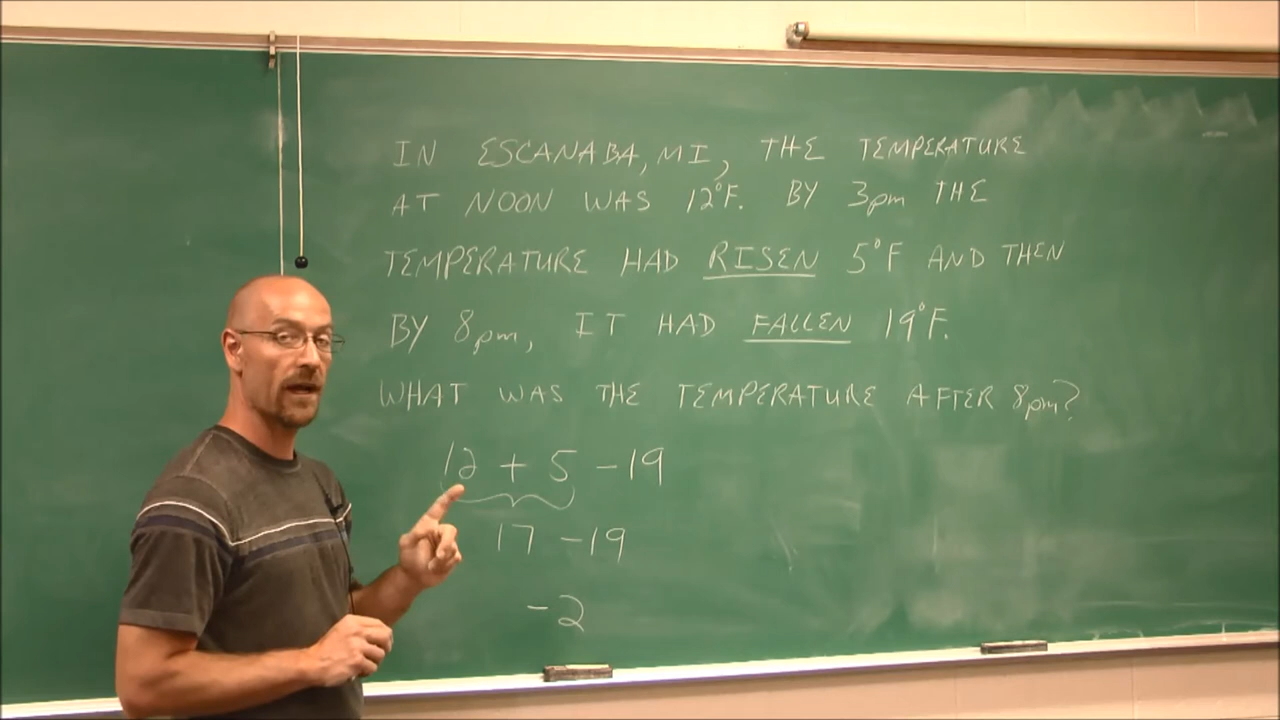 IN ESCANABA, MI, THE TEMPERATURE
AT NOON WAS 12°F. BY 3pm THE
TEMPERATURE HAD RISEN 5°F AND THEN
BY 8pm, IT HAD FALLEN 19°F.
WHAT WAS THE TEMPERATURE AFTER 8pm?
12 + 5 - 19
17 - 19
-2